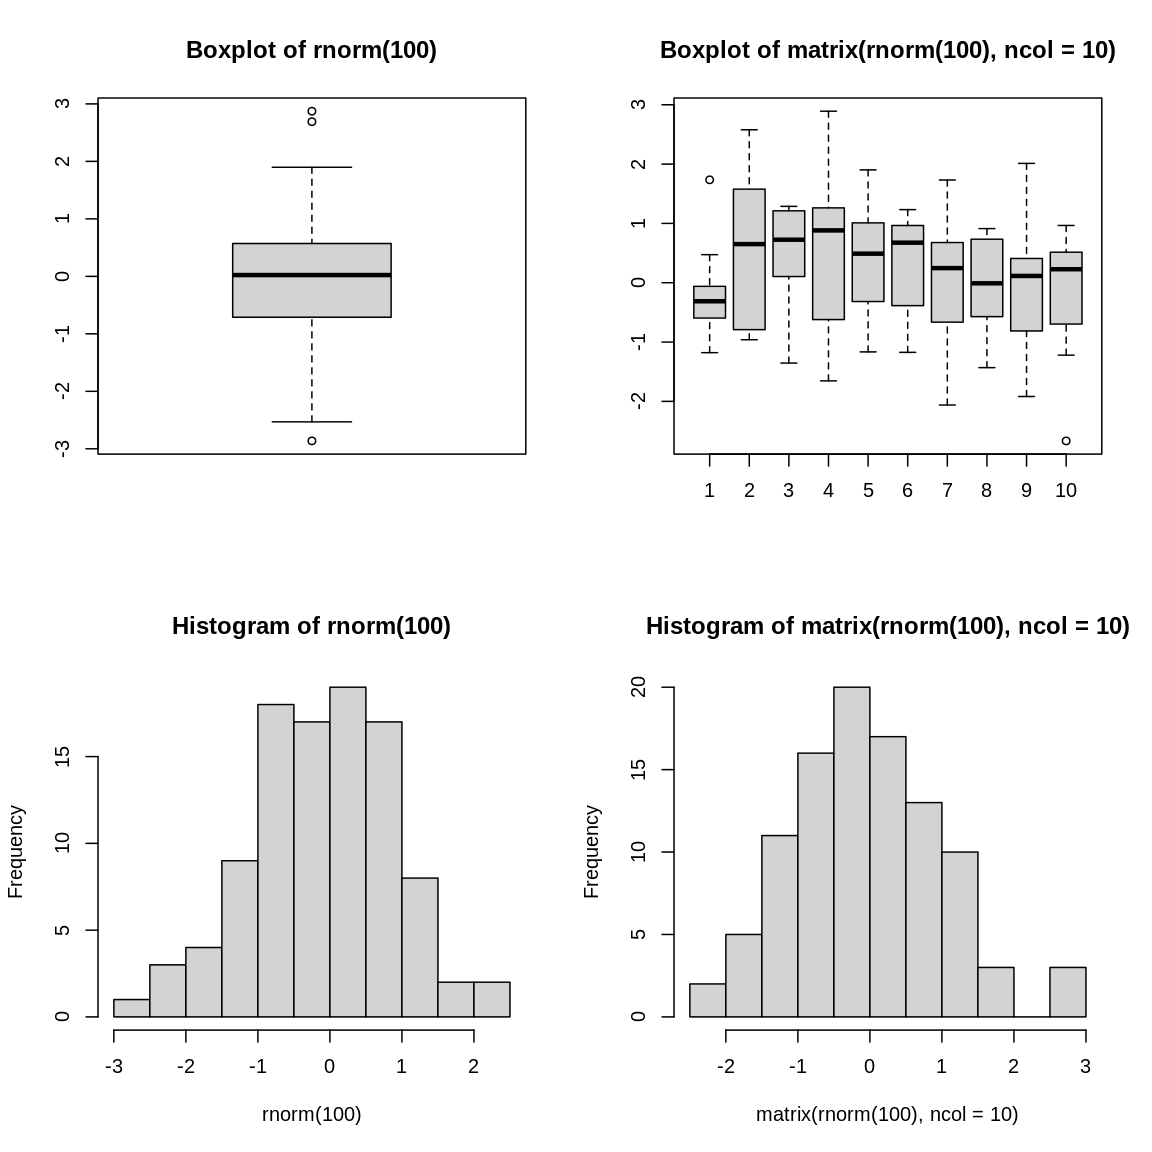 Boxplot of rnorm(100)
3
2
1
0
-1
-2
-3
Boxplot of matrix(rnorm(100), ncol = 10)
3
2
1
0
-1
-2
1 2 3 4 5 6 7 8 9 10
Histogram of rnorm(100)
Frequency
15
10
5
0
-3 -2 -1 0 1 2
rnorm(100)
Histogram of matrix(rnorm(100), ncol = 10)
Frequency
20
15
10
5
0
-2 -1 0 1 2 3
matrix(rnorm(100), ncol = 10)